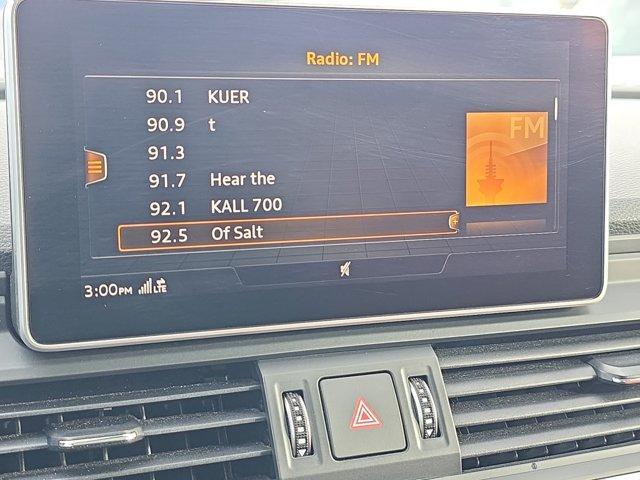 Radio: FM
90.1 KUER
90.9 t
91.3
91.7 Hear the
92.1 KALL 700
92.5 Of Salt
FM
3:00PM LTE